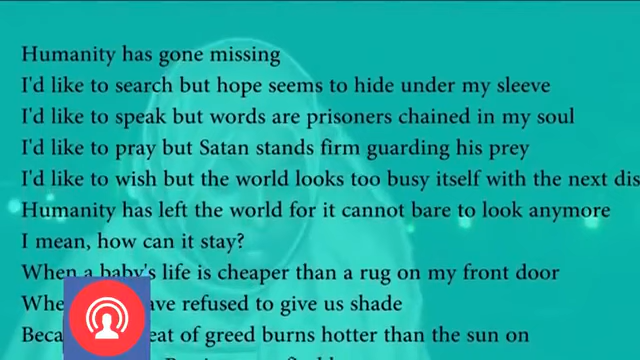 Humanity has gone missing
I'd like to search but hope seems to hide under my sleeve
I'd like to speak but words are prisoners chained in my soul
I'd like to pray but Satan stands firm guarding his prey
I'd like to wish but the world looks too busy itself with the next dis
Humanity has left the world for it cannot bare to look anymore
I mean, how can it stay?
When a baby's life is cheaper than a rug on my front door
Whe ave refused to give us shade
Beca eat of greed burns hotter than the sun on